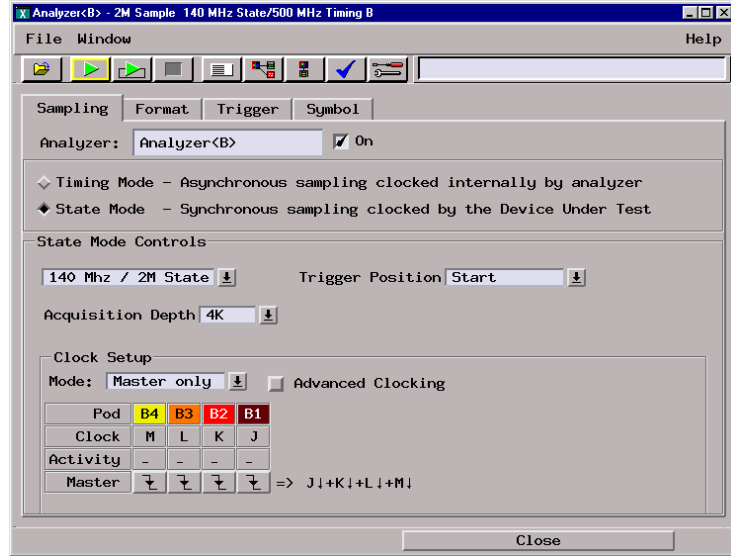 Analyzer<B> - 2M Sample 140 MHz State/500 MHz Timing B
File Window Help
Sampling Format Trigger Symbol
Analyzer: Analyzer<B> On
Timing Mode - Asynchronous sampling clocked internally by analyzer
State Mode - Synchronous sampling clocked by the Device Under Test
State Mode Controls
140 Mhz / 2M State Trigger Position Start
Acquisition Depth 4K
Clock Setup
Mode: Master only Advanced Clocking
Pod B4 B3 B2 B1
Clock M L K J
Activity - - - -
Master => J↓+K↓+L↓+M↓
Close